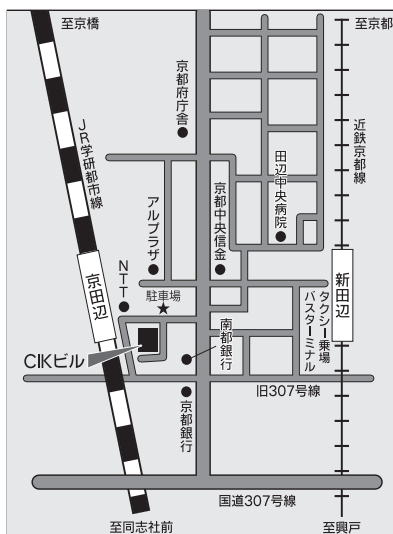 至京橋
至京都
京都府庁舎
JR学研都市線
近鉄京都線
田辺中央病院
アルプラザ
京都中央信金
京田辺
NTT
駐車場
新田辺
タクシー乗場
バスターミナル
CIKビル
南都銀行
旧307号線
京都銀行
国道307号線
至同志社前
至興戸